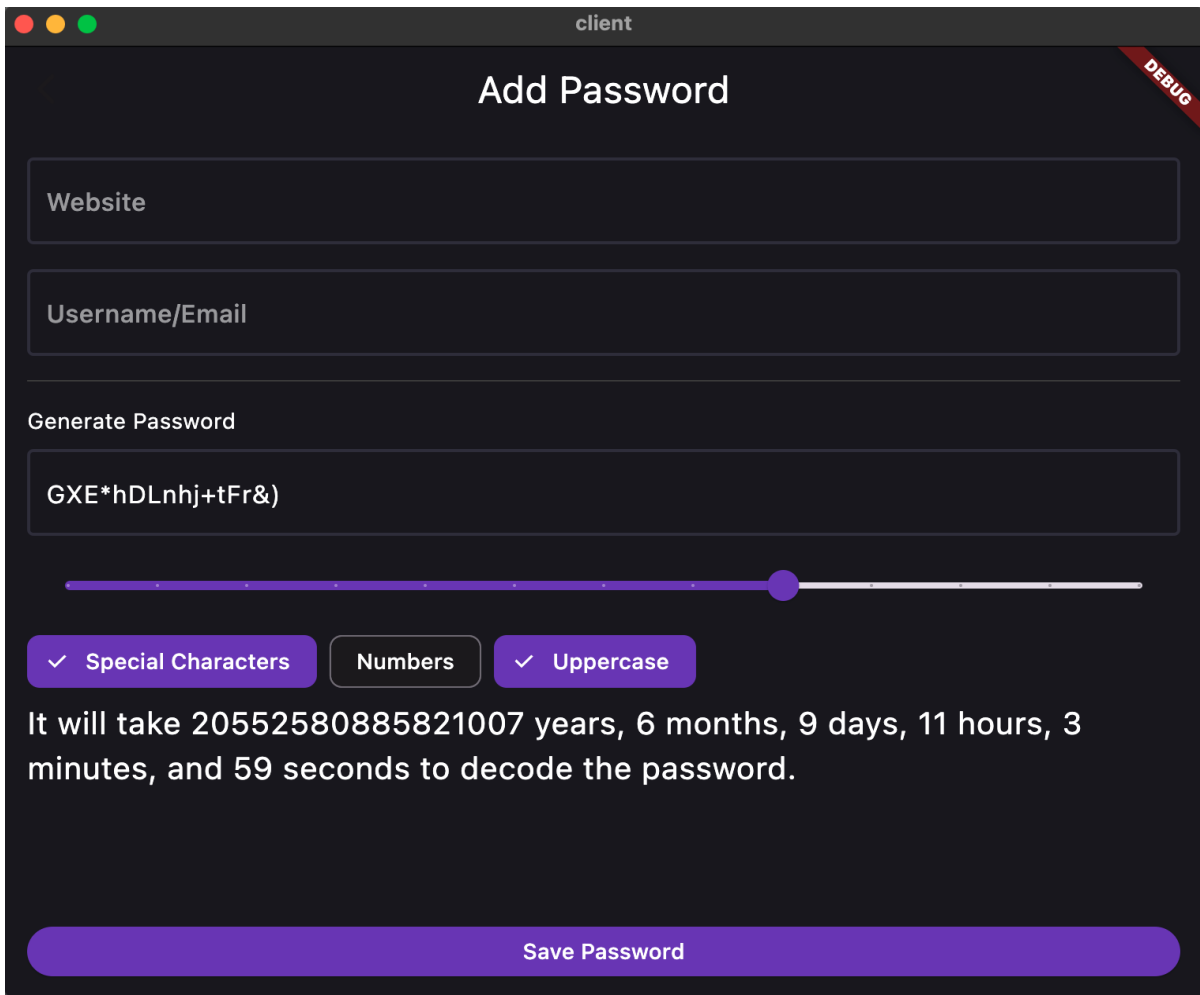 client
DEBUG
Add Password
Website
Username/Email
Generate Password
GXE*hDLnhj+tFr&)
Special Characters
Numbers
Uppercase
It will take 20552580885821007 years, 6 months, 9 days, 11 hours, 3
minutes, and 59 seconds to decode the password.
Save Password